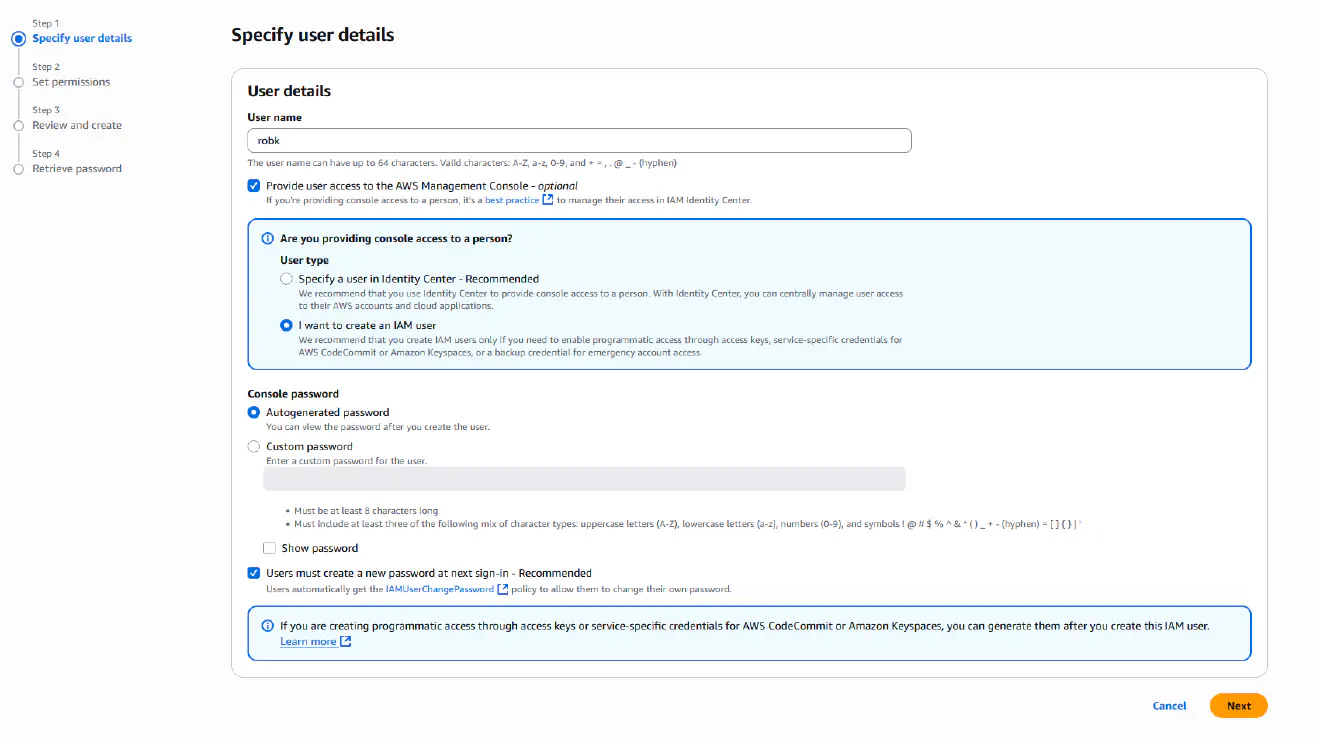 Step 1
Specify user details
Step 2
Set permissions
Step 3
Review and create
Step 4
Retrieve password
Specify user details
User details
User name
robk
The user name can have up to 64 characters. Valid characters: A-Z, a-z, 0-9, and + = , . @ _ - (hyphen)
Provide user access to the AWS Management Console - optional
If you're providing console access to a person, it's a best practice to manage their access in IAM Identity Center.
Are you providing console access to a person?
User type
Specify a user in Identity Center - Recommended
We recommend that you use Identity Center to provide console access to a person. With Identity Center, you can centrally manage user access
to their AWS accounts and cloud applications.
I want to create an IAM user
We recommend that you create IAM users only if you need to enable programmatic access through access keys, service-specific credentials for
AWS CodeCommit or Amazon Keyspaces, or a backup credential for emergency account access.
Console password
Autogenerated password
You can view the password after you create the user.
Custom password
Enter a custom password for the user.
• Must be at least 8 characters long
• Must include at least three of the following mix of character types: uppercase letters (A-Z), lowercase letters (a-z), numbers (0-9), and symbols ! @ # $ % ^ & * ( ) _ + - (hyphen) = [ ] { } | '
Show password
Users must create a new password at next sign-in - Recommended
Users automatically get the IAMUserChangePassword policy to allow them to change their own password.
If you are creating programmatic access through access keys or service-specific credentials for AWS CodeCommit or Amazon Keyspaces, you can generate them after you create this IAM user.
Learn more
Cancel
Next